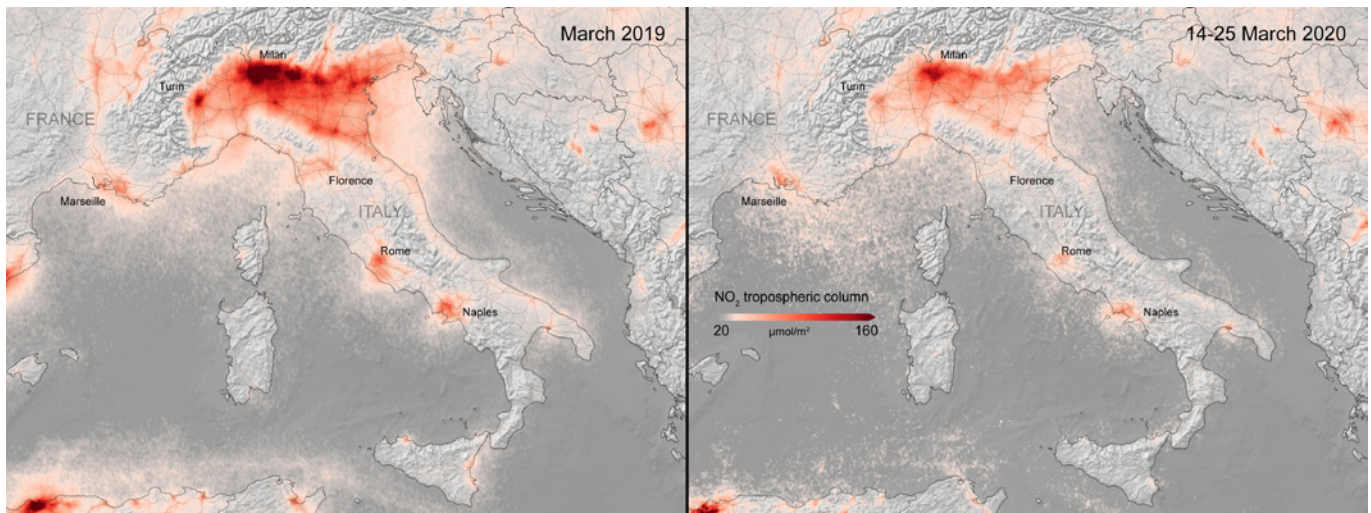 March 2019
Milan
Turin
FRANCE
Florence
Marseille
ITALY
Rome
Naples
14-25 March 2020
Milan
Turin
FRANCE
Florence
Marseille
ITALY
Rome
NO₂ tropospheric column
20 µmol/m² 160
Naples